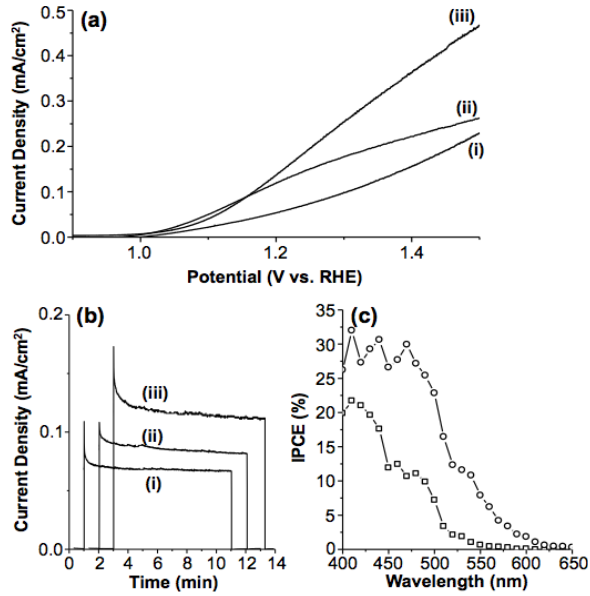 (a)
(iii)
(ii)
(i)
0.5
0.4
0.3
0.2
0.1
0.0
1.0 1.2 1.4
Current Density (mA/cm²)
Potential (V vs. RHE)
(b)
(iii)
(ii)
(i)
0.2
0.1
0.0
0 2 4 6 8 10 12 14
Current Density (mA/cm²)
Time (min)
(c)
35
30
25
20
15
10
5
0
400 450 500 550 600 650
IPCE (%)
Wavelength (nm)